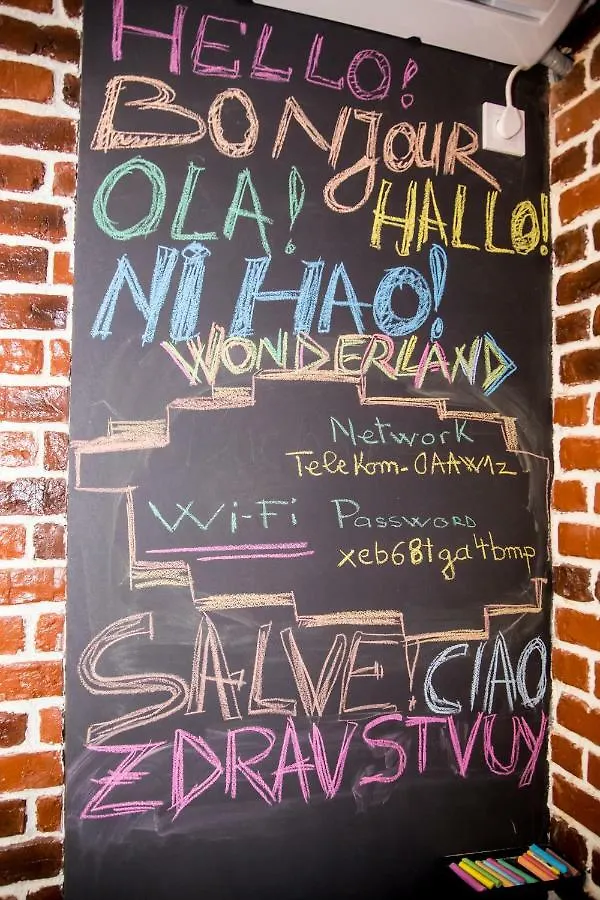 HELLO!
BONJOUR
OLA! HALLO!
Ni HAO!
WONDERLAND
Network
TeleKom-0AAW1z
Wi-Fi Password
xeb68tga4bmp
SALVE! CIAO
ZDRAVSTVUY